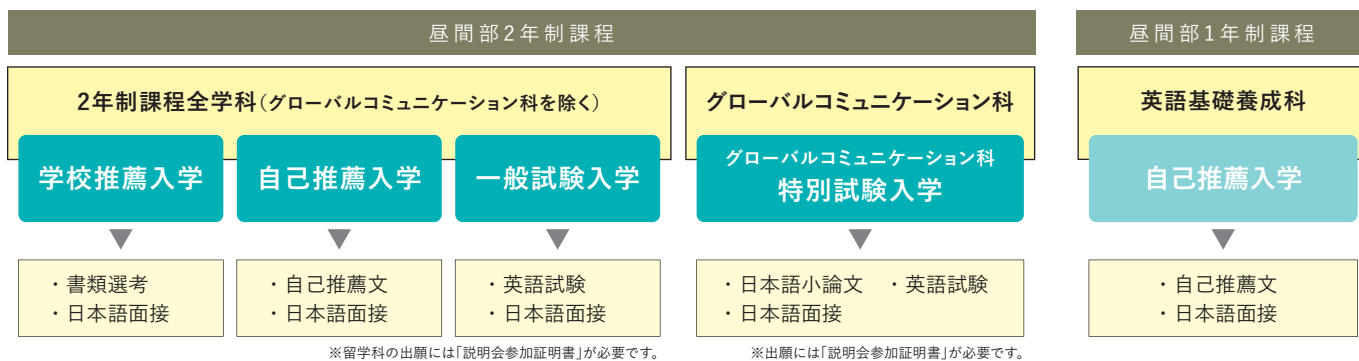 昼間部2年制課程
昼間部1年制課程
2年制課程全学科(グローバルコミュニケーション科を除く)
グローバルコミュニケーション科
英語基礎養成科
学校推薦入学
自己推薦入学
一般試験入学
グローバルコミュニケーション科
特別試験入学
自己推薦入学
・書類選考
・日本語面接
・自己推薦文
・日本語面接
・英語試験
・日本語面接
・日本語小論文 ・英語試験
・日本語面接
・自己推薦文
・日本語面接
※留学科の出願には「説明会参加証明書」が必要です。
※出願には「説明会参加証明書」が必要です。